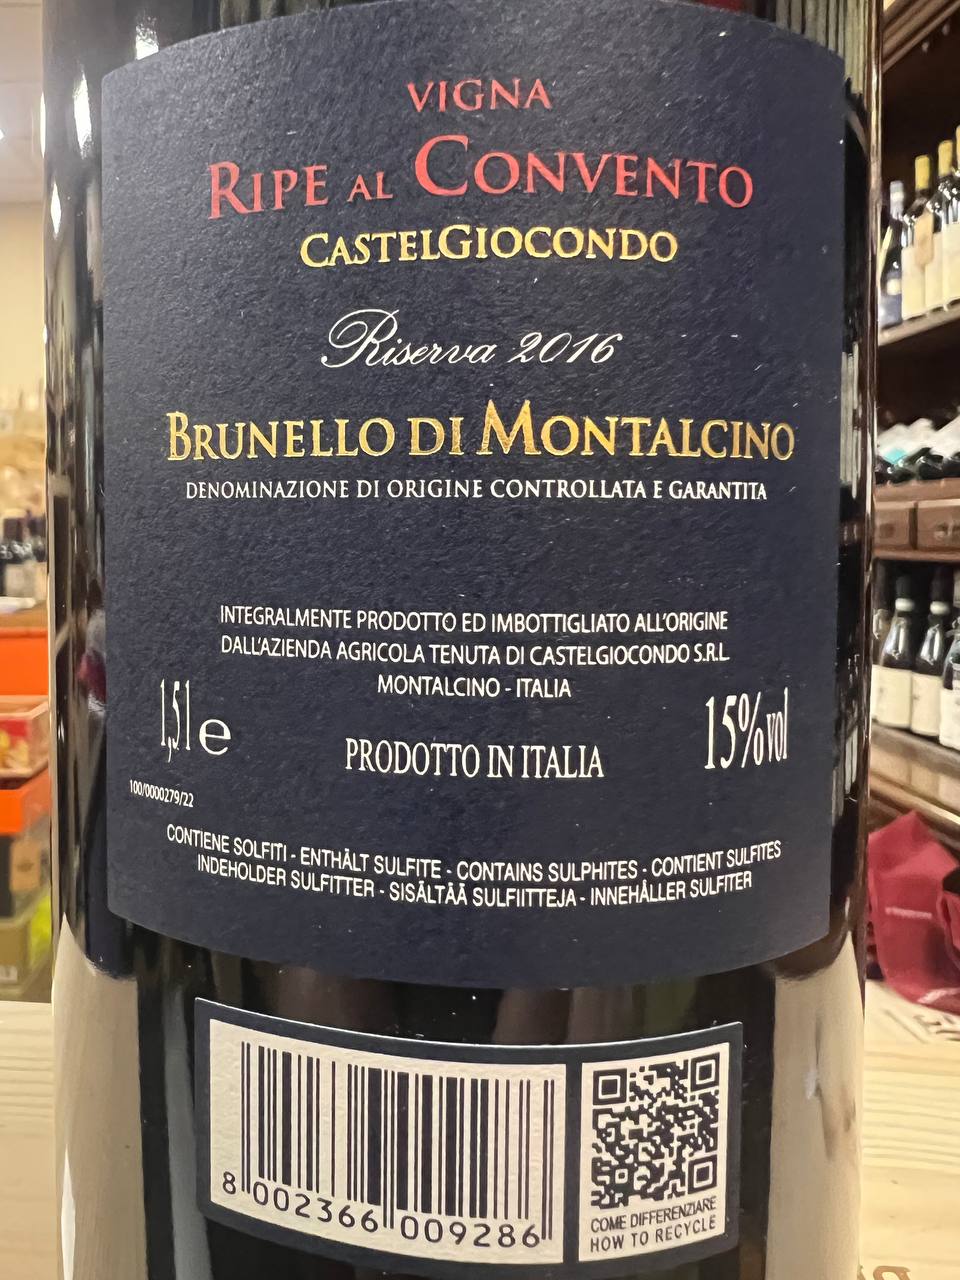 VIGNA
RIPE AL CONVENTO
CASTELGIOCONDO
Riserva 2016
BRUNELLO DI MONTALCINO
DENOMINAZIONE DI ORIGINE CONTROLLATA E GARANTITA
INTEGRALMENTE PRODOTTO ED IMBOTTIGLIATO ALL'ORIGINE
DALL'AZIENDA AGRICOLA TENUTA DI CASTELGIOCONDO S.R.L.
MONTALCINO - ITALIA
1,5 l e
PRODOTTO IN ITALIA
15% vol
100/0000279/22
CONTIENE SOLFITI - ENTHÄLT SULFITE - CONTAINS SULPHITES - CONTIENT SULFITES
INDEHOLDER SULFITTER - SISÄLTÄÄ SULFIITTEJA - INNEHÅLLER SULFITER
8 002366 009286
COME DIFFERENZIARE
HOW TO RECYCLE